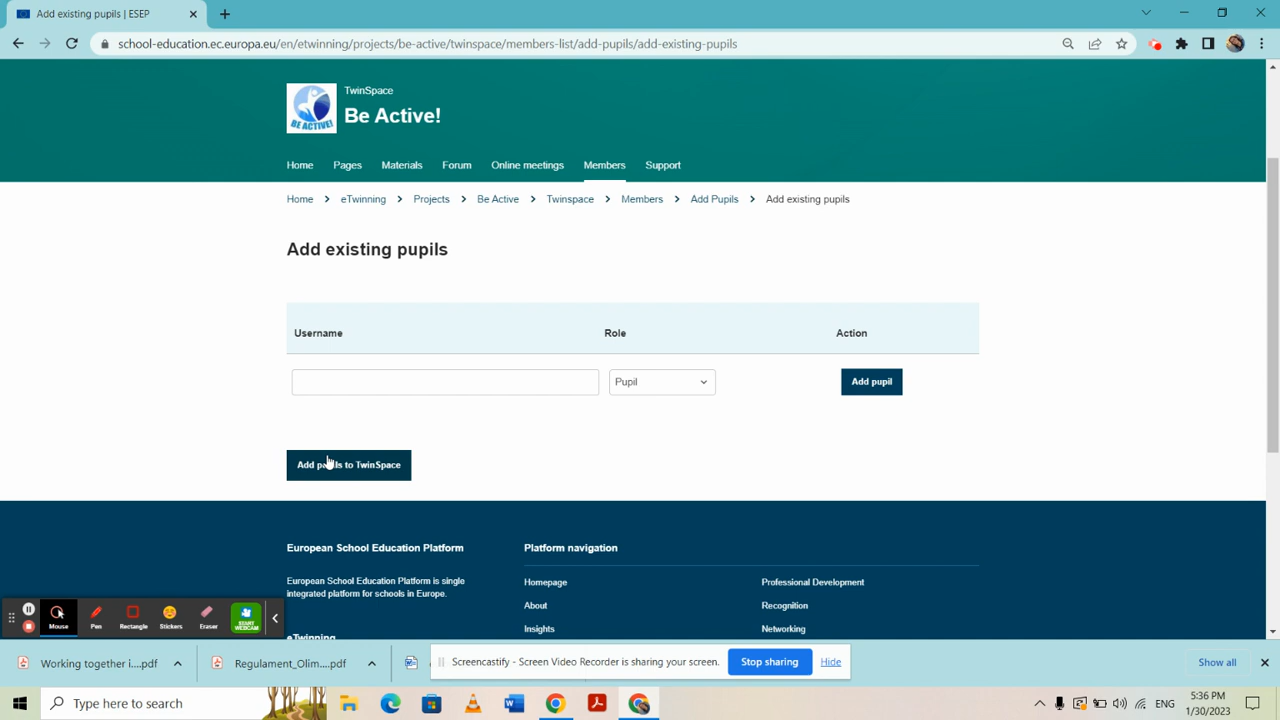 Add existing pupils | ESEP
school-education.ec.europa.eu/en/etwinning/projects/be-active/twinspace/members-list/add-pupil/add-existing-pupils
TwinSpace
BE ACTIVE!
Be Active!
Home Pages Materials Forum Online meetings Members Support
Home > eTwinning > Projects > Be Active > Twinspace > Members > Add Pupils > Add existing pupils
Add existing pupils
Username Role Action
Pupil Add pupil
Add pupils to TwinSpace
European School Education Platform Platform navigation
European School Education Platform is single
integrated platform for schools in Europe.
Homepage Professional Development
About Recognition
Insights Networking
eTwinning
Mouse Pen Rectangle Stickers Eraser START WEBCAM
Working together i....pdf Regulament_Olim....pdf
Screencastify - Screen Video Recorder is sharing your screen. Stop sharing Hide
Show all
Type here to search
ENG
5:36 PM
1/30/2023